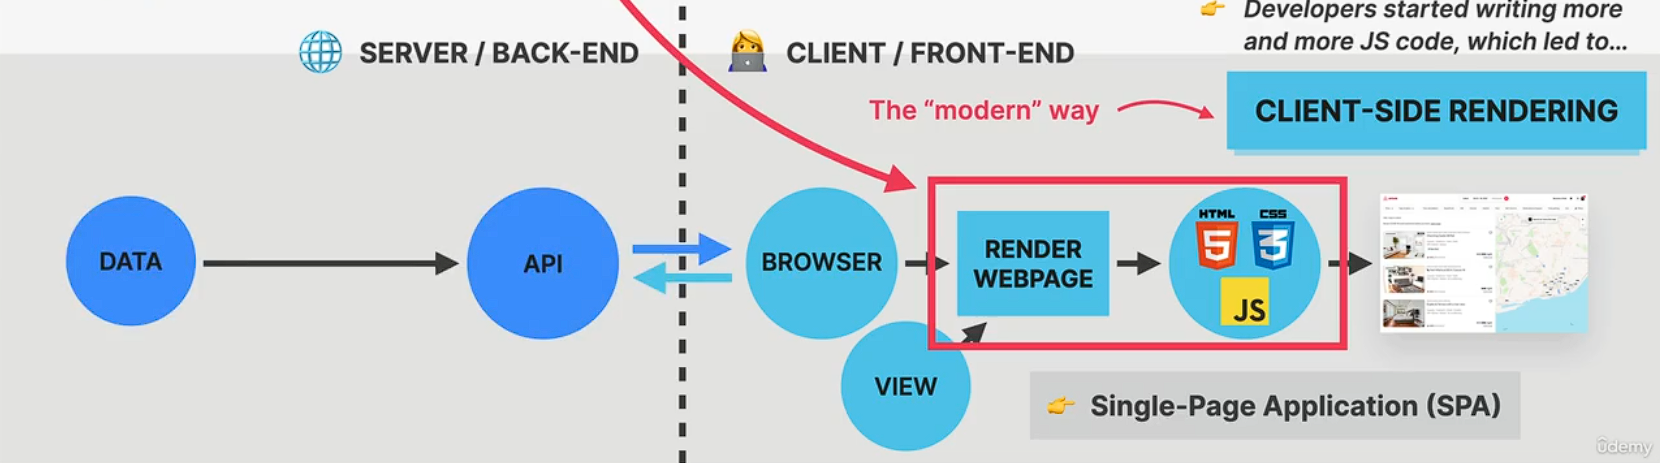 Developers started writing more
and more JS code, which led to...
SERVER / BACK-END
CLIENT / FRONT-END
The “modern” way
CLIENT-SIDE RENDERING
DATA
API
BROWSER
RENDER
WEBPAGE
HTML
5
CSS
3
JS
VIEW
Single-Page Application (SPA)
ûdemy